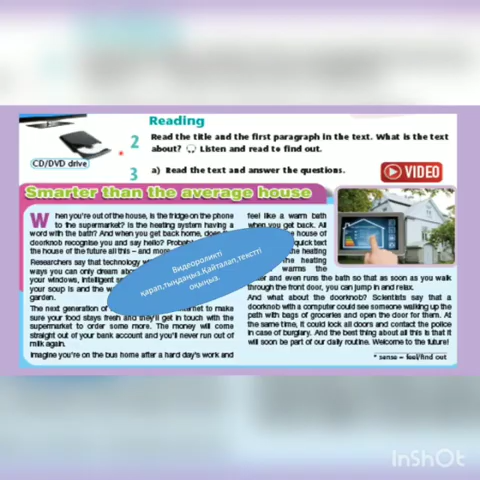 Reading
2 Read the title and the first paragraph in the text. What is the text
about? Listen and read to find out.
CD/DVD drive
3 a) Read the text and answer the questions.
VIDEO
Smarter than the average house
When you're out of the house, is the fridge on the phone
to the supermarket? Is the heating system having a
word with the bath? And when you get back home, does
doorknob recognise you and say hello?
the house of the future all this – and more
Researchers say that technology
ways you can only dream
your windows, intelligent
your soup is and the
garden.
The next generation of
sure your food stays fresh and they'll get in touch with the
supermarket to order some more. The money will come
straight out of your bank account and you'll never run out of
milk again.
Imagine you're on the bus home after a hard day's work and
feel like a warm bath
when you get back. All
house of
quick text
the heating
the heating
warms the
and even runs the bath so that as soon as you walk
through the front door, you can jump in and relax.
And what about the doorknob? Scientists say that a
doorknob with a computer could see someone walking up the
path with bags of groceries and open the door for them. At
the same time, it could lock all doors and contact the police
in case of burglary. And the best thing about all this is that it
will soon be part of our daily routine. Welcome to the future!
* sense = feel/find out
Видеороликті
қарап,тыңдаңыз.Қайталап,текстті
оқыңыз.
InShOt